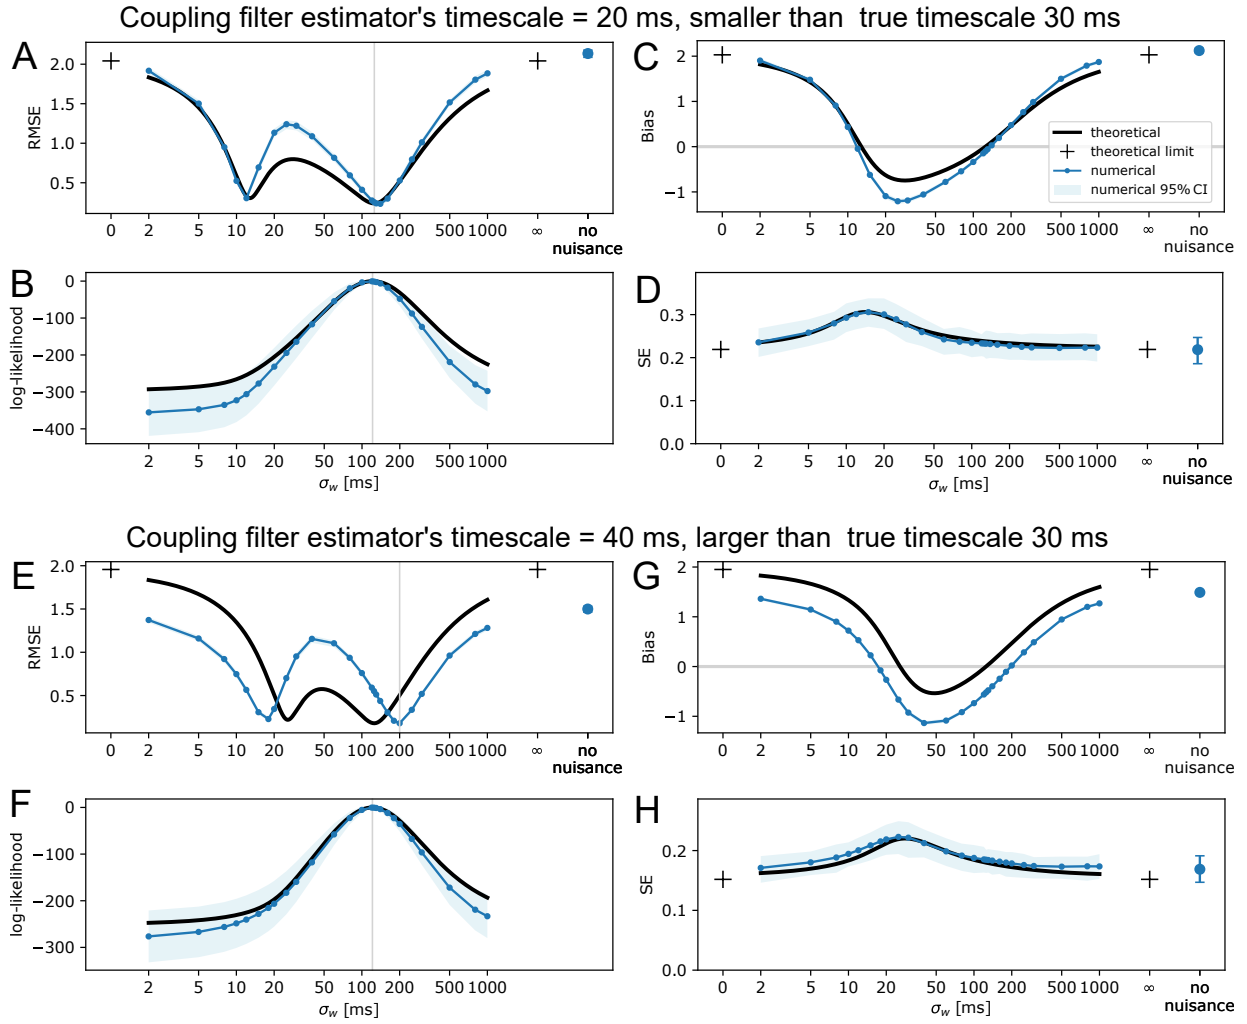 Coupling filter estimator's timescale = 20 ms, smaller than  true timescale 30 ms
A
RMSE
2.0
1.5
1.0
0.5
0 2 5 10 20 50 100 200 500 1000 ∞ no
nuisance
C
Bias
2
1
0
−1
theoretical
theoretical limit
numerical
numerical 95% CI
0 2 5 10 20 50 100 200 500 1000 ∞ no
nuisance
B
log-likelihood
0
−100
−200
−300
−400
2 5 10 20 50 100 200 500 1000
σw [ms]
D
SE
0.3
0.2
0.0
0 2 5 10 20 50 100 200 500 1000 ∞ no
nuisance
σw [ms]
Coupling filter estimator's timescale = 40 ms, larger than  true timescale 30 ms
E
RMSE
2.0
1.5
1.0
0.5
0 2 5 10 20 50 100 200 500 1000 ∞ no
nuisance
G
Bias
2
1
0
−1
0 2 5 10 20 50 100 200 500 1000 ∞ no
nuisance
F
log-likelihood
0
−100
−200
−300
2 5 10 20 50 100 200 500 1000
σw [ms]
H
SE
0.2
0.1
0.0
0 2 5 10 20 50 100 200 500 1000 ∞ no
nuisance
σw [ms]